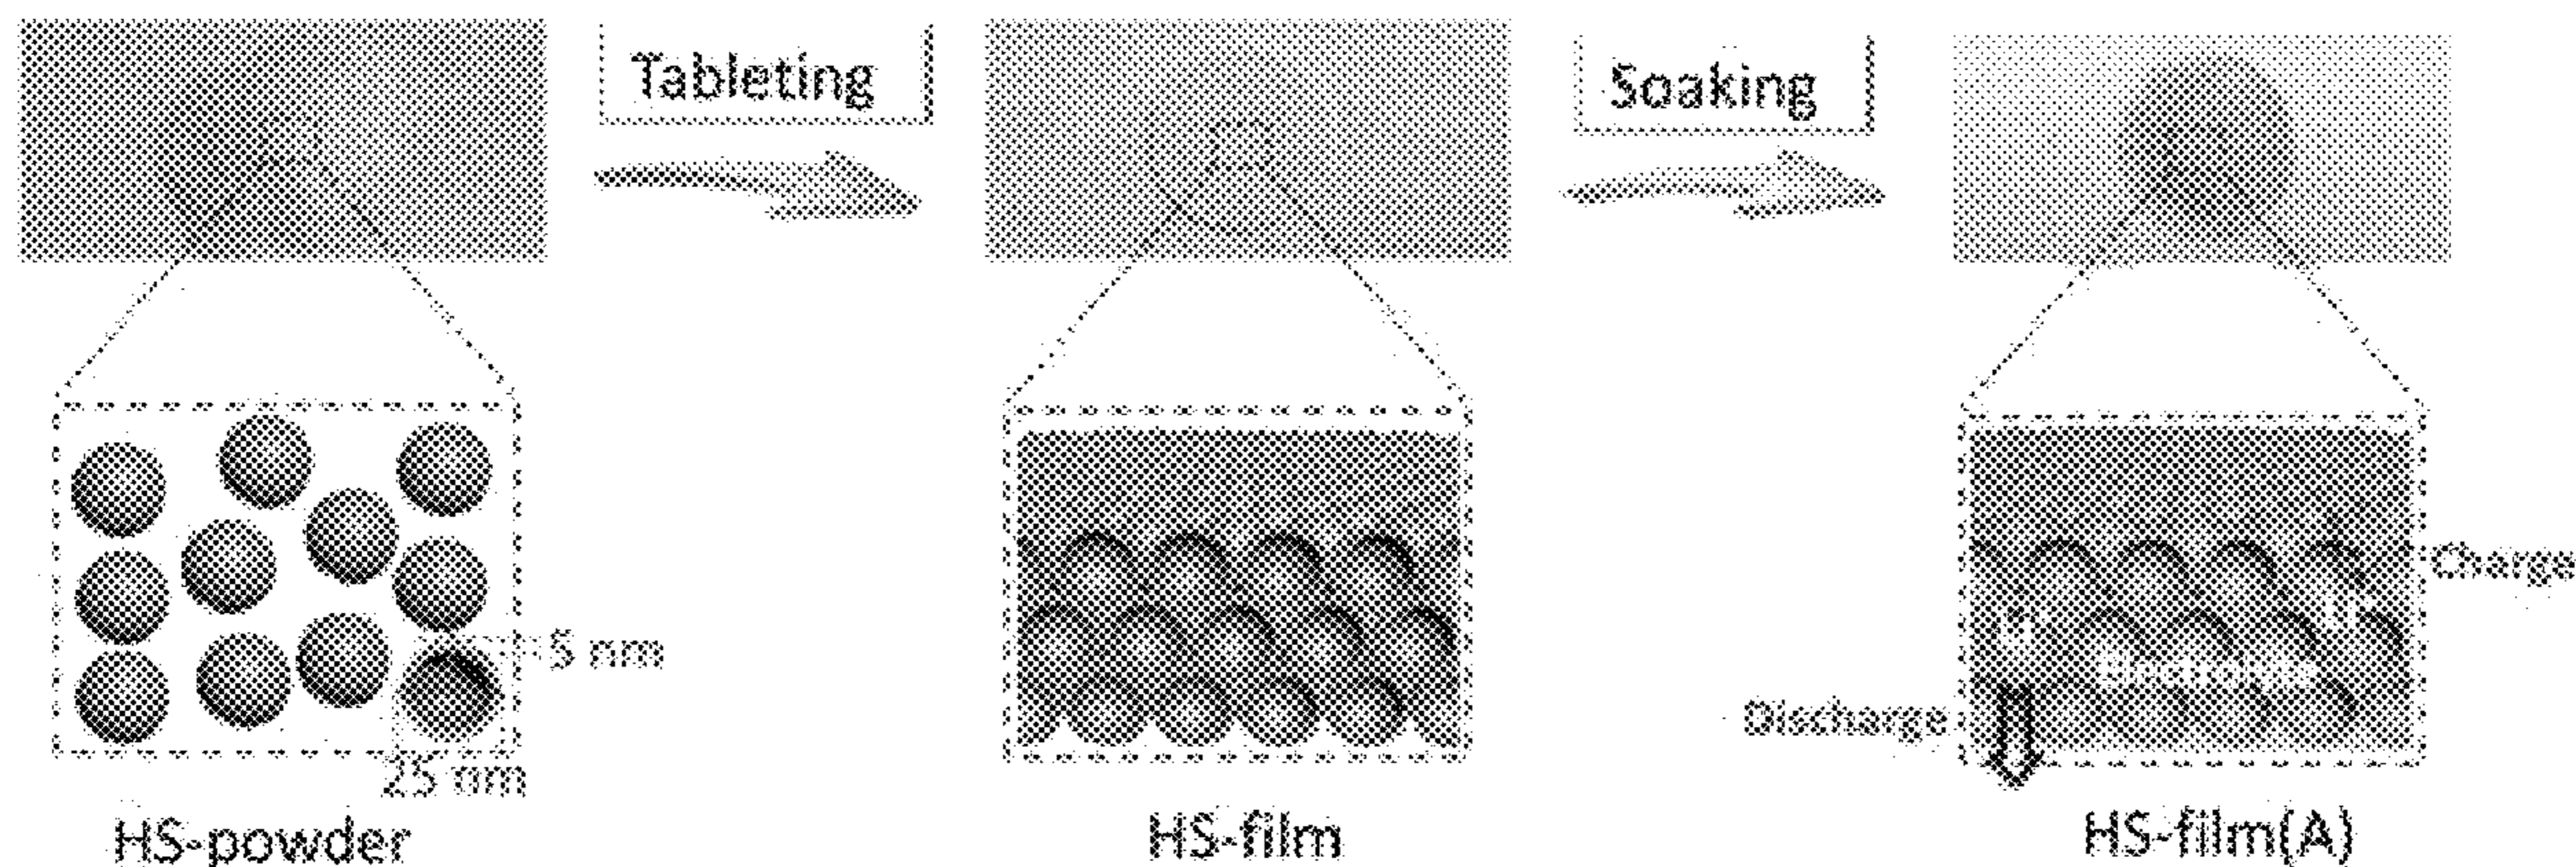 Tableting
Soaking
5 nm
25 nm
Charge
Discharge
HS-powder
HS-film
HS-film(A)